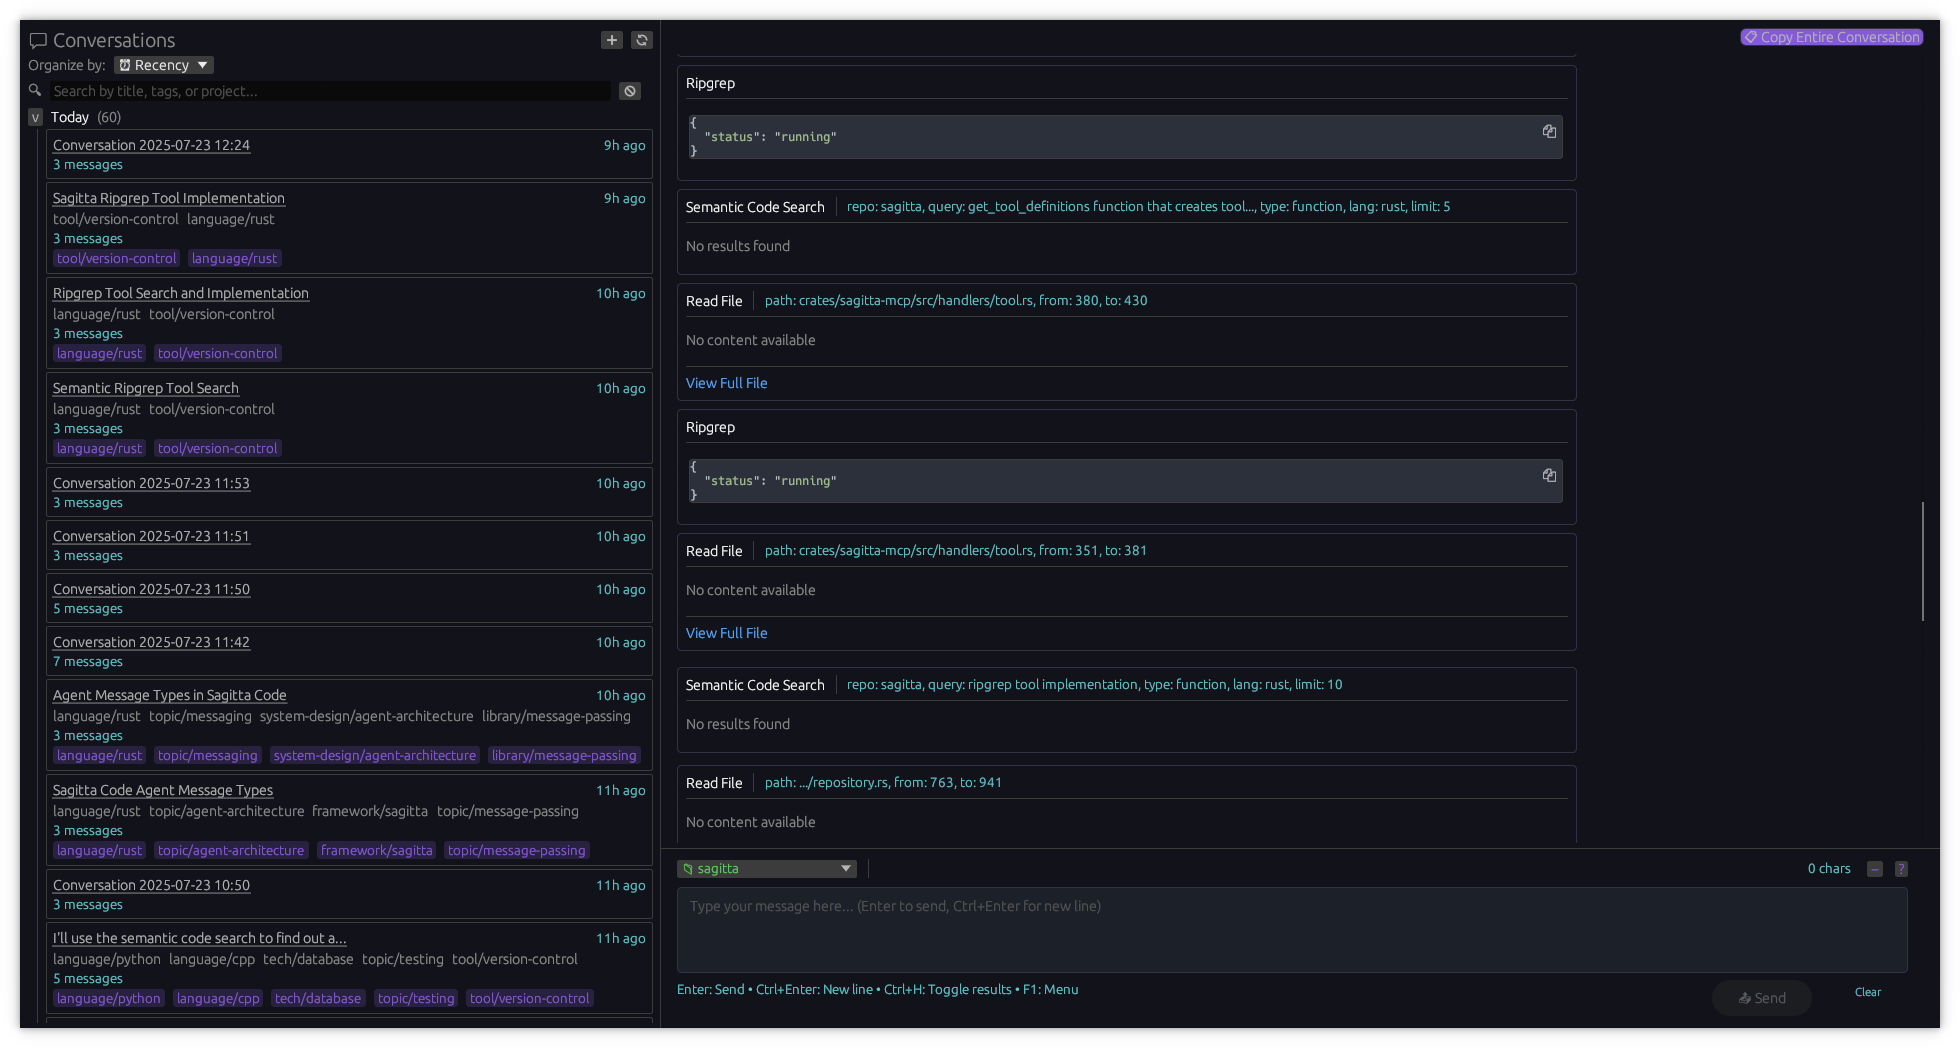 Conversations
Organize by: Recency
Search by title, tags, or project...
v Today (60)
Conversation 2025-07-23 12:24 9h ago
3 messages
Sagitta Ripgrep Tool Implementation 9h ago
tool/version-control language/rust
3 messages
tool/version-control language/rust
Ripgrep Tool Search and Implementation 10h ago
language/rust tool/version-control
3 messages
language/rust tool/version-control
Semantic Ripgrep Tool Search 10h ago
language/rust tool/version-control
3 messages
language/rust tool/version-control
Conversation 2025-07-23 11:53 10h ago
3 messages
Conversation 2025-07-23 11:51 10h ago
3 messages
Conversation 2025-07-23 11:50 10h ago
5 messages
Conversation 2025-07-23 11:42 10h ago
7 messages
Agent Message Types in Sagitta Code 10h ago
language/rust topic/messaging system-design/agent-architecture library/message-passing
3 messages
language/rust topic/messaging system-design/agent-architecture library/message-passing
Sagitta Code Agent Message Types 11h ago
language/rust topic/agent-architecture framework/sagitta topic/message-passing
3 messages
language/rust topic/agent-architecture framework/sagitta topic/message-passing
Conversation 2025-07-23 10:50 11h ago
3 messages
I'll use the semantic code search to find out a... 11h ago
language/python language/cpp tech/database topic/testing tool/version-control
5 messages
language/python language/cpp tech/database topic/testing tool/version-control
Copy Entire Conversation
Ripgrep
{
"status": "running"
}
Semantic Code Search repo: sagitta, query: get_tool_definitions function that creates tool..., type: function, lang: rust, limit: 5
No results found
Read File path: crates/sagitta-mcp/src/handlers/tool.rs, from: 380, to: 430
No content available
View Full File
Ripgrep
{
"status": "running"
}
Read File path: crates/sagitta-mcp/src/handlers/tool.rs, from: 351, to: 381
No content available
View Full File
Semantic Code Search repo: sagitta, query: ripgrep tool implementation, type: function, lang: rust, limit: 10
No results found
Read File path: .../repository.rs, from: 763, to: 941
No content available
sagitta 0 chars − ?
Type your message here... (Enter to send, Ctrl+Enter for new line)
Enter: Send • Ctrl+Enter: New line • Ctrl+H: Toggle results • F1: Menu
Send Clear